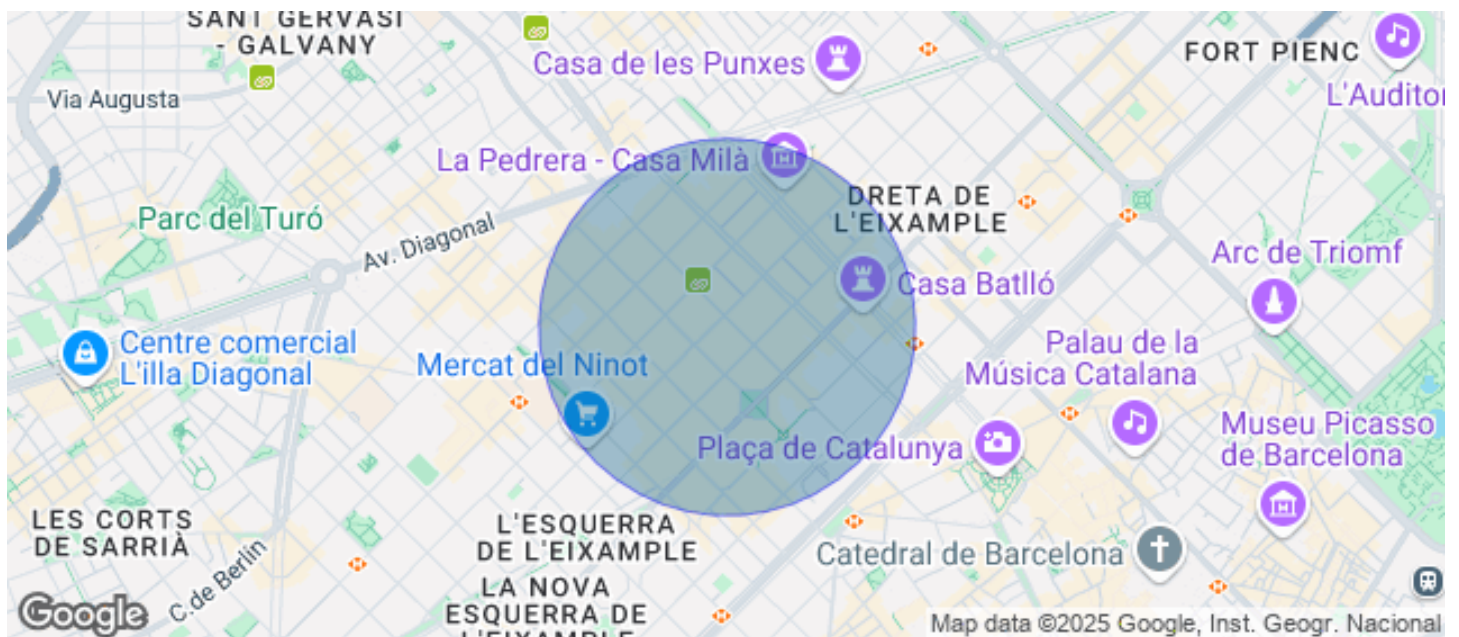 SANT GERVASI
- GALVANY
Casa de les Punxes
FORT PIENC
L'Auditor
Via Augusta
La Pedrera - Casa Milà
DRETA DE
L'EIXAMPLE
Parc del Turó
Av. Diagonal
Arc de Triomf
Casa Batlló
Centre comercial
L'illa Diagonal
Mercat del Ninot
Palau de la
Música Catalana
Plaça de Catalunya
Museu Picasso
de Barcelona
LES CORTS
DE SARRIÀ
L'ESQUERRA
DE L'EIXAMPLE
Catedral de Barcelona
C.de Berlin
LA NOVA
ESQUERRA DE
L'EIXAMPLE
Google
Map data ©2025 Google, Inst. Geogr. Nacional